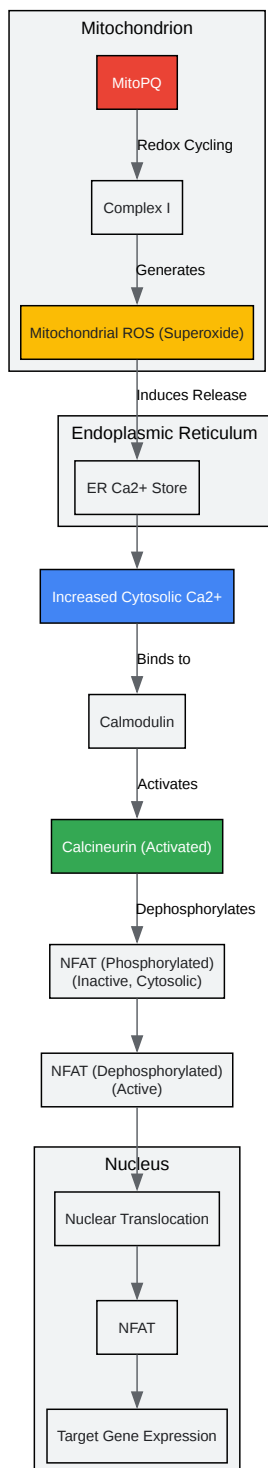 Mitochondrion
MitoPQ
Redox Cycling
Complex I
Generates
Mitochondrial ROS (Superoxide)
Induces Release
Endoplasmic Reticulum
ER Ca2+ Store
Increased Cytosolic Ca2+
Binds to
Calmodulin
Activates
Calcineurin (Activated)
Dephosphorylates
NFAT (Phosphorylated)
(Inactive, Cytosolic)
NFAT (Dephosphorylated)
(Active)
Nucleus
Nuclear Translocation
NFAT
Target Gene Expression